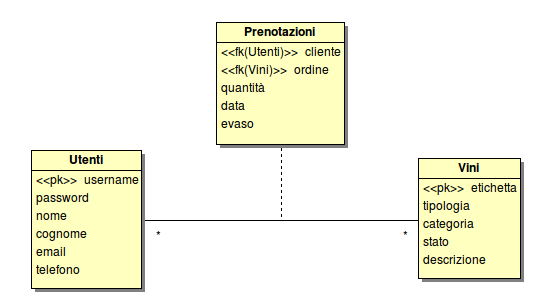 Prenotazioni
<<fk(Utenti)>> cliente
<<fk(Vini)>> ordine
quantità
data
evaso
Utenti
<<pk>> username
password
nome
cognome
email
telefono
*
*
Vini
<<pk>> etichetta
tipologia
categoria
stato
descrizione